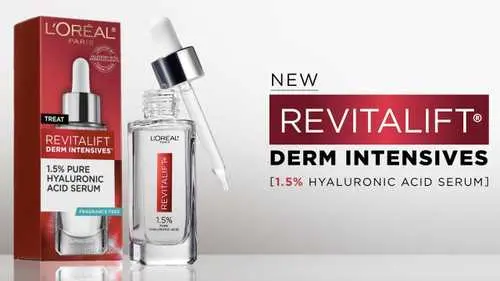 L'ORÉAL
PARIS
TREAT
REVITALIFT
DERM INTENSIVES™
1.5% PURE
HYALURONIC
ACID SERUM
FRAGRANCE FREE
L'ORÉAL
PARIS
REVITALIFT
1.5%
PURE
HYALURONIC ACID
NEW
REVITALIFT®
DERM INTENSIVES
[1.5% HYALURONIC ACID SERUM]